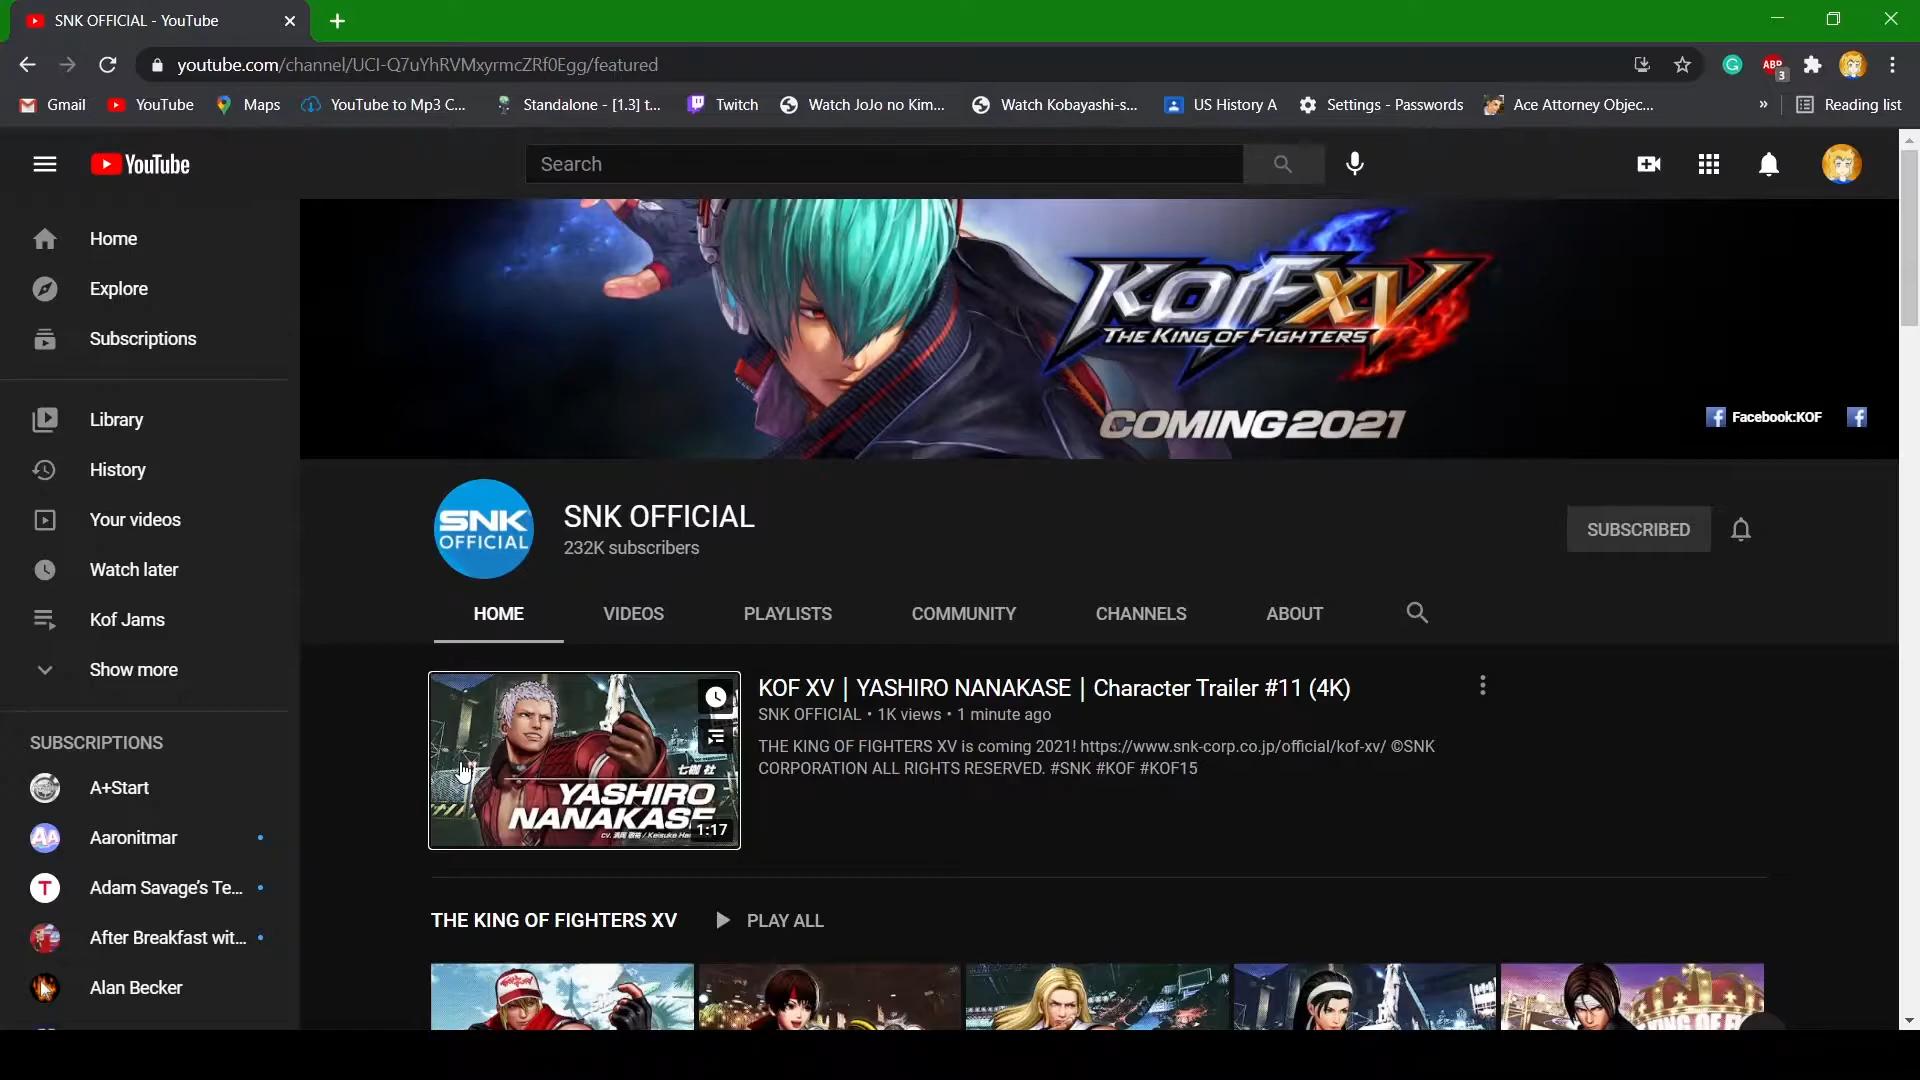 SNK OFFICIAL - YouTube
youtube.com/channel/UCI-Q7uYhRVMxyrmcZRf0Egg/featured
ABP
3
Gmail YouTube Maps YouTube to Mp3 C... Standalone - [1.3] t... Twitch Watch JoJo no Kim... Watch Kobayashi-s... US History A Settings - Passwords Ace Attorney Objec... » Reading list
YouTube
Search
Home
Explore
Subscriptions
Library
History
Your videos
Watch later
Kof Jams
Show more
SUBSCRIPTIONS
A+Start
AA Aaronitmar
T Adam Savage's Te...
After Breakfast wit...
Alan Becker
KOF XV
THE KING OF FIGHTERS
COMING 2021
Facebook:KOF
SNK
OFFICIAL
SNK OFFICIAL
232K subscribers
SUBSCRIBED
HOME VIDEOS PLAYLISTS COMMUNITY CHANNELS ABOUT
七枷 社
YASHIRO
NANAKASE
1:17
KOF XV | YASHIRO NANAKASE | Character Trailer #11 (4K)
SNK OFFICIAL • 1K views • 1 minute ago
THE KING OF FIGHTERS XV is coming 2021! https://www.snk-corp.co.jp/official/kof-xv/ ©SNK
CORPORATION ALL RIGHTS RESERVED. #SNK #KOF #KOF15
THE KING OF FIGHTERS XV PLAY ALL